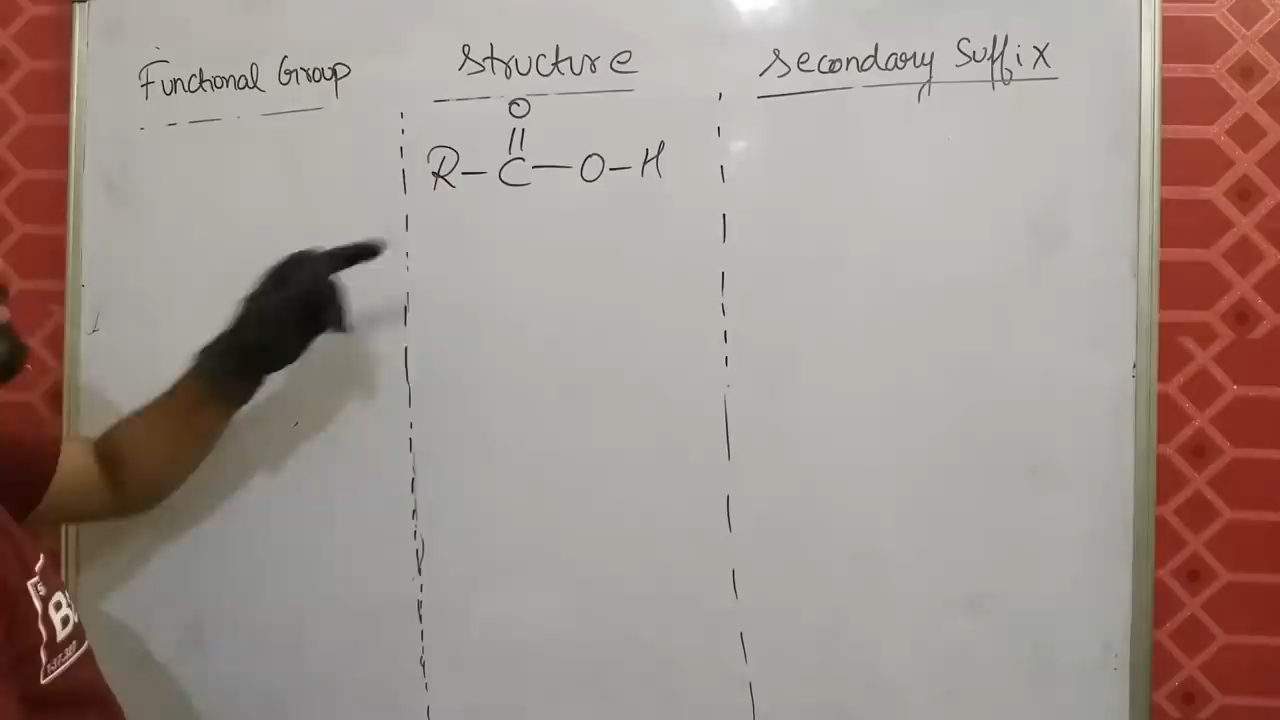 Functional Group
Structure
Secondary Suffix
O
||
R-C-O-H
B